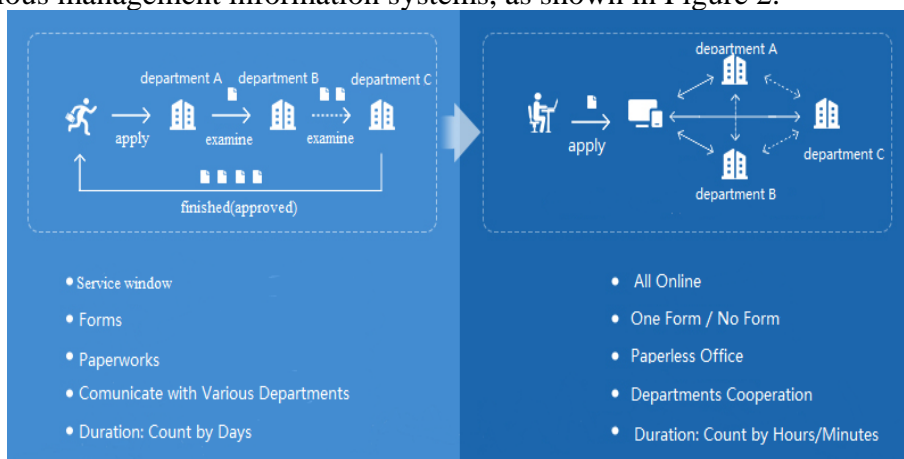 ious management information systems, as shown in Figure 2.
department A department B department C
apply
examine
examine
finished(approved)
• Service window
• Forms
• Paperworks
• Comunicate with Various Departments
• Duration: Count by Days
department A
apply
department C
department B
• All Online
• One Form / No Form
• Paperless Office
• Departments Cooperation
• Duration: Count by Hours/Minutes